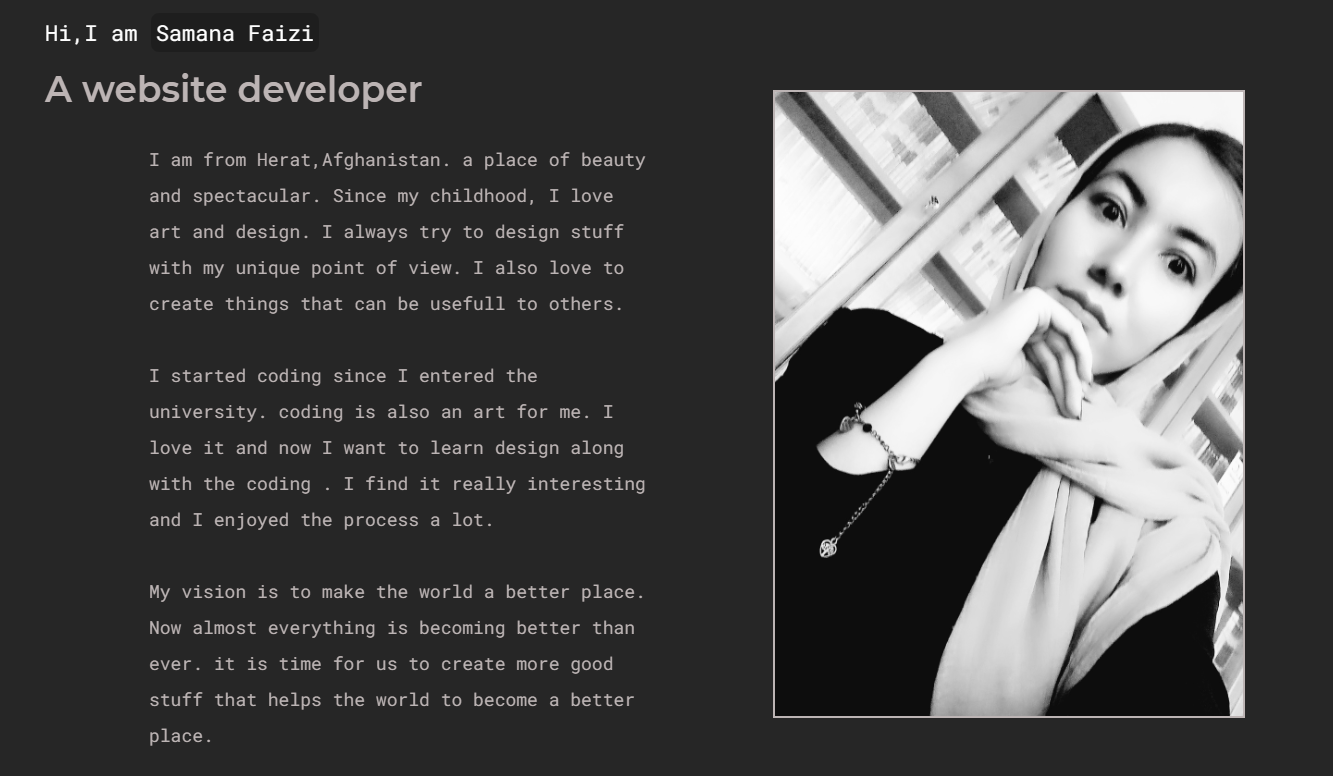 Hi,I am Samana Faizi
A website developer
I am from Herat,Afghanistan. a place of beauty
and spectacular. Since my childhood, I love
art and design. I always try to design stuff
with my unique point of view. I also love to
create things that can be usefull to others.
I started coding since I entered the
university. coding is also an art for me. I
love it and now I want to learn design along
with the coding . I find it really interesting
and I enjoyed the process a lot.
My vision is to make the world a better place.
Now almost everything is becoming better than
ever. it is time for us to create more good
stuff that helps the world to become a better
place.